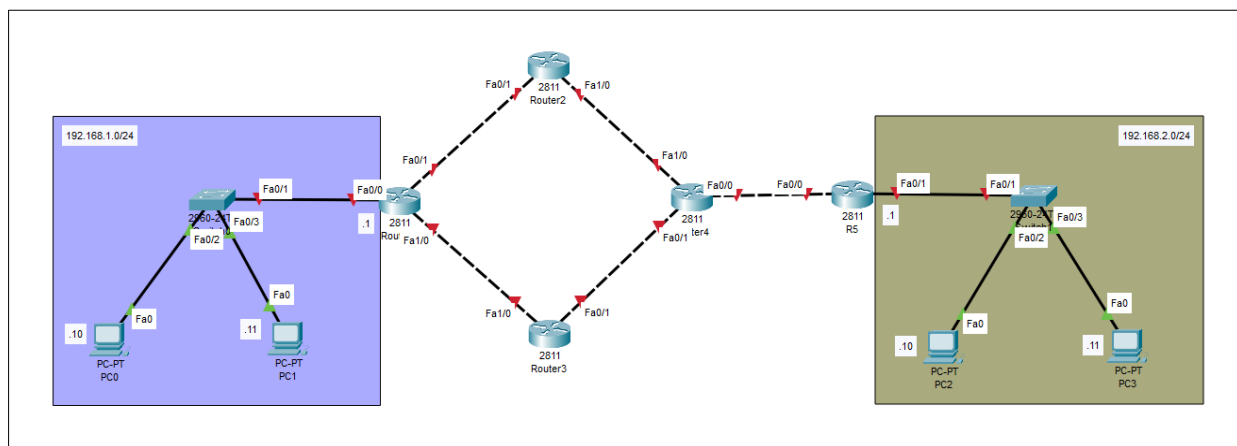 192.168.1.0/24
Fa0/1
Fa0/0
Fa0/3
Fa0/2
.1
Fa0
Fa0
.10
.11
PC-PT
PC0
PC-PT
PC1
2811
Fa0/1
Fa1/0
Fa0/1
Fa1/0
2811
Router2
Fa1/0
Fa1/0
Fa0/1
2811
Router3
Fa0/0
2811
ter4
Fa0/1
Fa0/0
2811
R5
192.168.2.0/24
Fa0/1
Fa0/1
.1
Fa0/3
Fa0/2
Fa0
Fa0
.10
.11
PC-PT
PC2
PC-PT
PC3